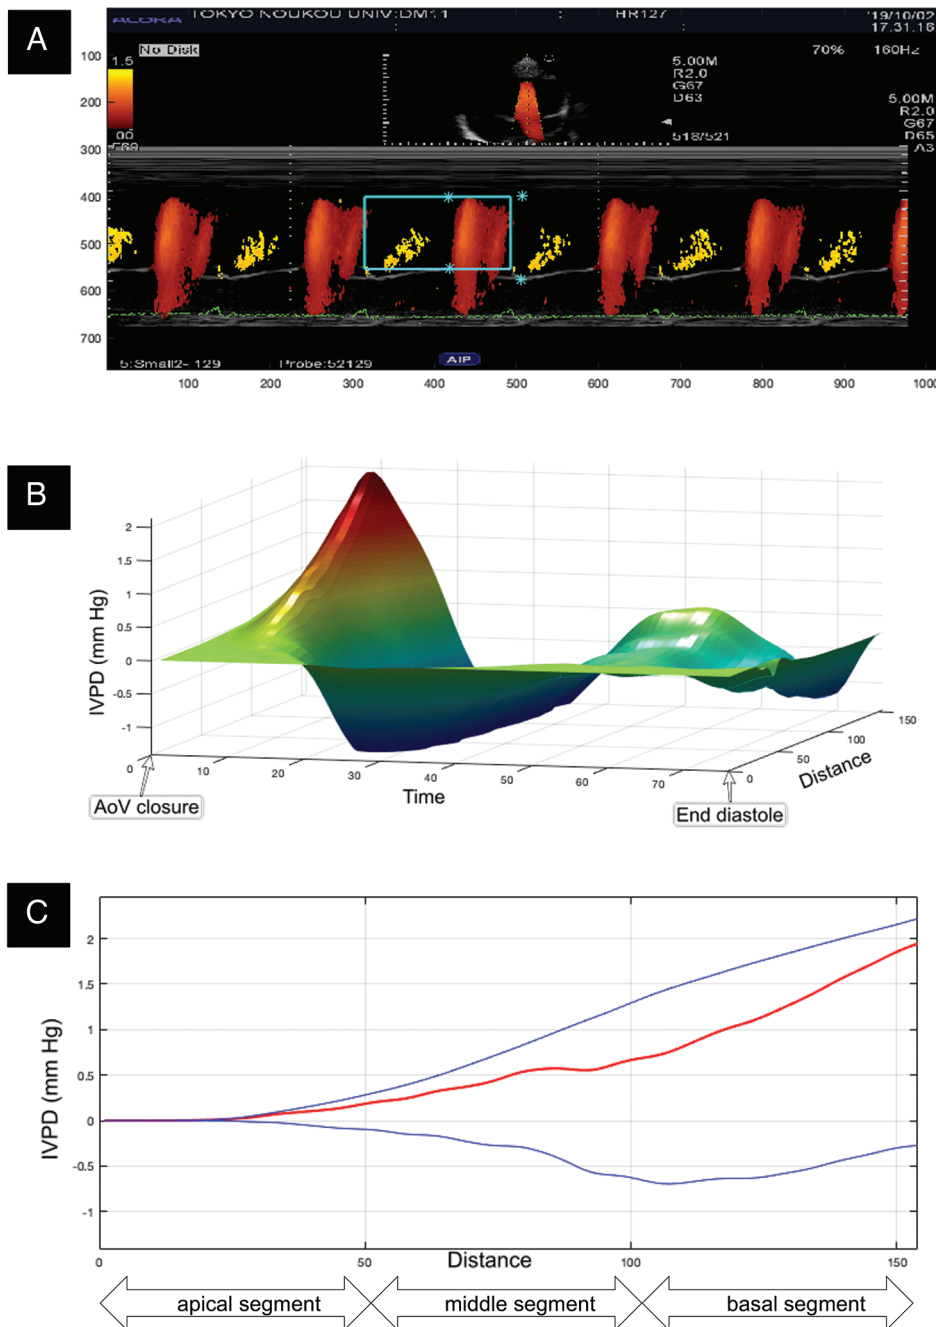 A
ALOKA TOKYO NOUKOU UNIV:DM11 : HR127 '19/10/02
17.31.16
No Disk 70% 160Hz
1.5
00
5.00M
R2.0
G67
D63
518/521
5.00M
R2.0
G67
D65
A3
100
200
300
400
500
600
700
5:Small2- 129 Probe:52129
AIP
100 200 300 400 500 600 700 800 900 1000
B
IVPD (mm Hg)
2
1.5
1
0.5
0
-0.5
-1
0 10 20 30 40 50 60 70
Time
0 50 100 150
Distance
AoV closure
End diastole
C
IVPD (mm Hg)
2
1.5
1
0.5
0
-0.5
-1
0 50 100 150
Distance
apical segment middle segment basal segment